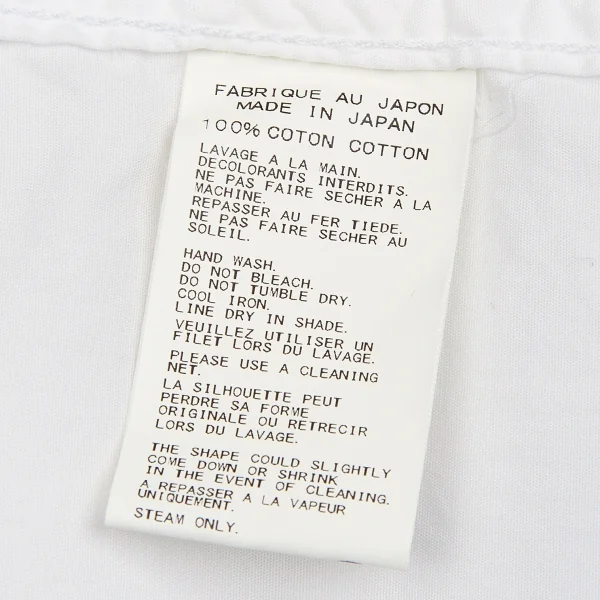 FABRIQUE AU JAPON
MADE IN JAPAN
100% COTON COTTON
LAVAGE A LA MAIN.
DECOLORANTS INTERDITS.
NE PAS FAIRE SECHER A LA
MACHINE.
REPASSER AU FER TIEDE.
NE PAS FAIRE SECHER AU
SOLEIL.
HAND WASH.
DO NOT BLEACH.
DO NOT TUMBLE DRY.
COOL IRON.
LINE DRY IN SHADE.
VEUILLEZ UTILISER UN
FILET LORS DU LAVAGE.
PLEASE USE A CLEANING
NET.
LA SILHOUETTE PEUT
PERDRE SA FORME
ORIGINALE OU RETRECIR
LORS DU LAVAGE.
THE SHAPE COULD SLIGHTLY
COME DOWN OR SHRINK
IN THE EVENT OF CLEANING.
A REPASSER A LA VAPEUR
UNIQUEMENT.
STEAM ONLY.